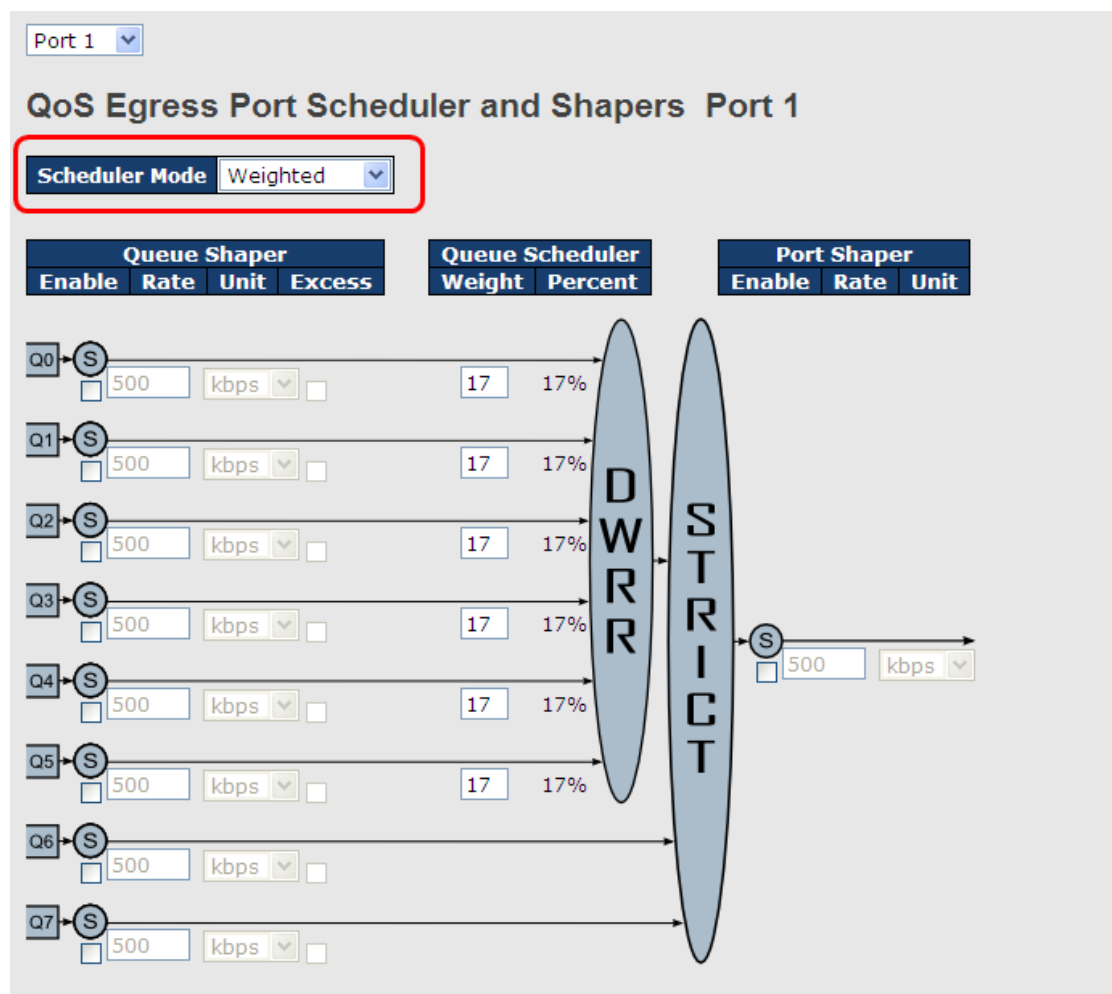 Port 1
QoS Egress Port Scheduler and Shapers Port 1
Scheduler Mode Weighted
Queue Shaper Queue Scheduler Port Shaper
Enable Rate Unit Excess Weight Percent Enable Rate Unit
Q0 S
500 kbps 17 17%
Q1 S
500 kbps 17 17%
Q2 S
500 kbps 17 17%
Q3 S
500 kbps 17 17%
Q4 S
500 kbps 17 17%
Q5 S
500 kbps 17 17%
Q6 S
500 kbps
Q7 S
500 kbps
DWRR
STRICT
S
500 kbps